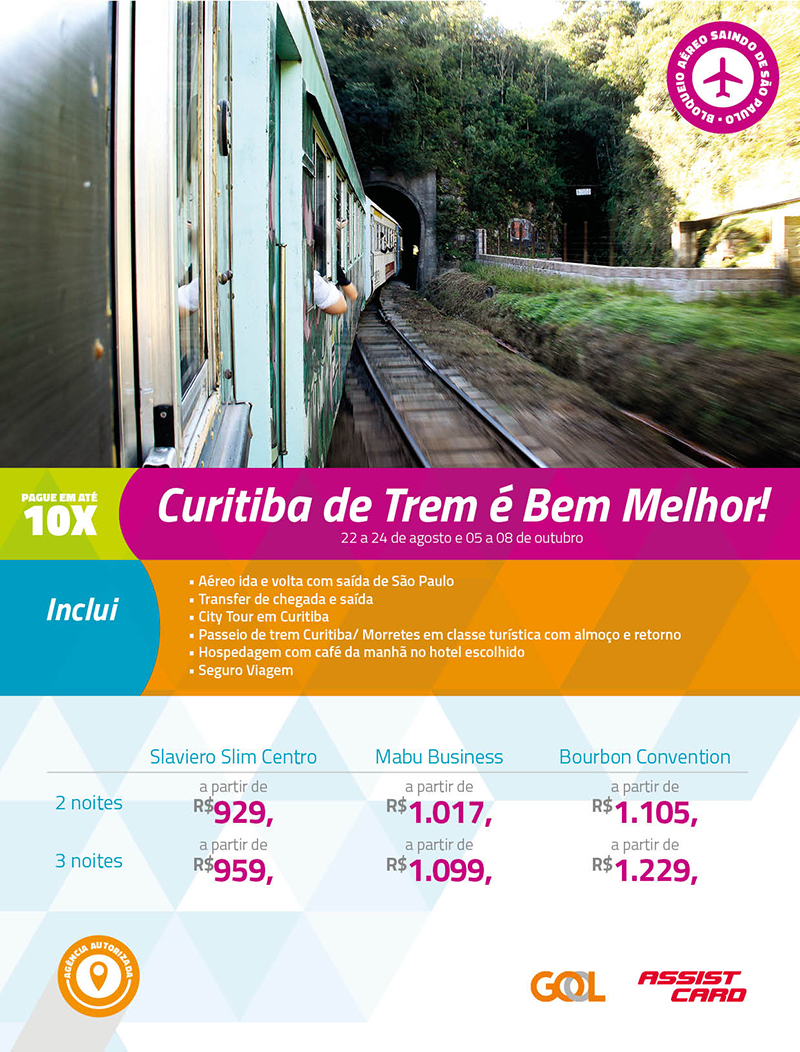 BLOQUEIO AÉREO SAINDO DE SÃO PAULO •
PAGUE EM ATÉ
10X
Curitiba de Trem é Bem Melhor!
22 a 24 de agosto e 05 a 08 de outubro
Inclui
• Aéreo ida e volta com saída de São Paulo
• Transfer de chegada e saída
• City Tour em Curitiba
• Passeio de trem Curitiba/ Morretes em classe turística com almoço e retorno
• Hospedagem com café da manhã no hotel escolhido
• Seguro Viagem
Slaviero Slim Centro Mabu Business Bourbon Convention
a partir de a partir de a partir de
2 noites R$929, R$1.017, R$1.105,
a partir de a partir de a partir de
3 noites R$959, R$1.099, R$1.229,
AGÊNCIA AUTORIZADA
GOL
ASSIST
CARD